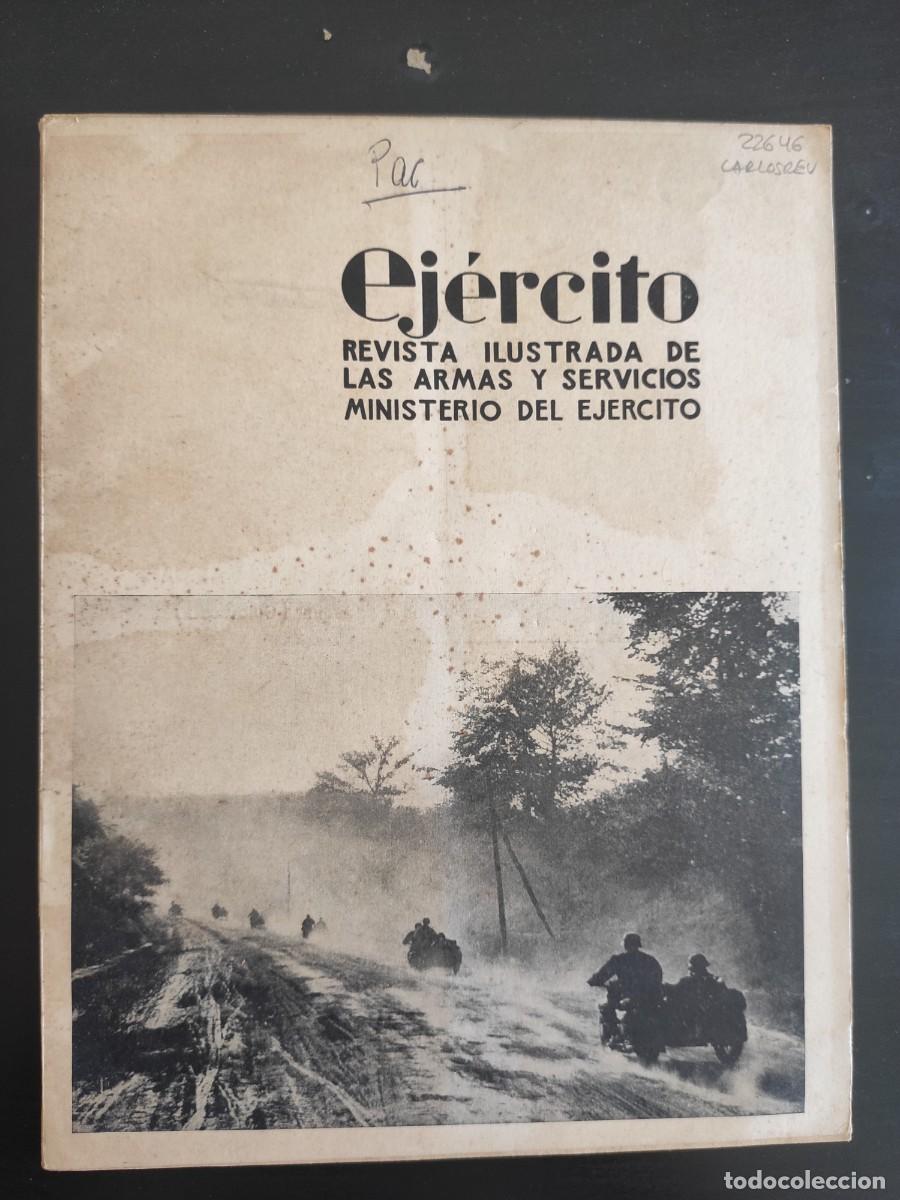 Pac
22646
CARLOSREV
ejército
REVISTA ILUSTRADA DE
LAS ARMAS Y SERVICIOS
MINISTERIO DEL EJERCITO
todocoleccion